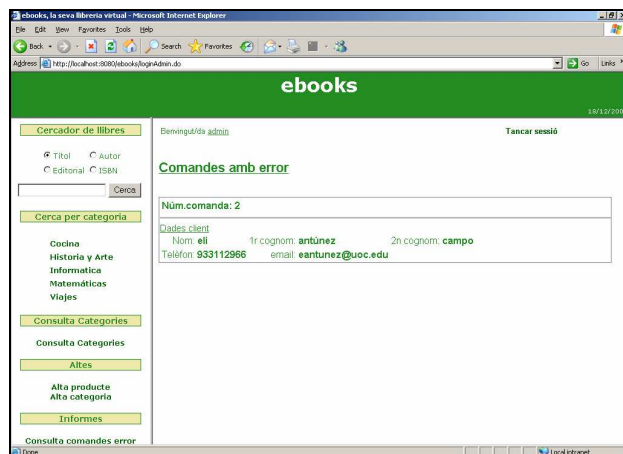 ebooks, la seva llibreria virtual - Microsoft Internet Explorer
File Edit View Favorites Tools Help
Back Search Favorites
Address http://localhost:8080/ebooks/loginAdmin.do Go Links
ebooks
18/12/200
Cercador de llibres
Títol Autor
Editorial ISBN
Cerca
Cerca per categoria
Cocina
Historia y Arte
Informatica
Matemáticas
Viajes
Consulta Categories
Consulta Categories
Altes
Alta producte
Alta categoria
Informes
Consulta comandes error
Benvingut/da admin Tancar sessió
Comandes amb error
Núm.comanda: 2
Dades client
Nom: eli 1r cognom: antúnez 2n cognom: campo
Telèfon: 933112966 email: eantunez@uoc.edu
Done Local intranet